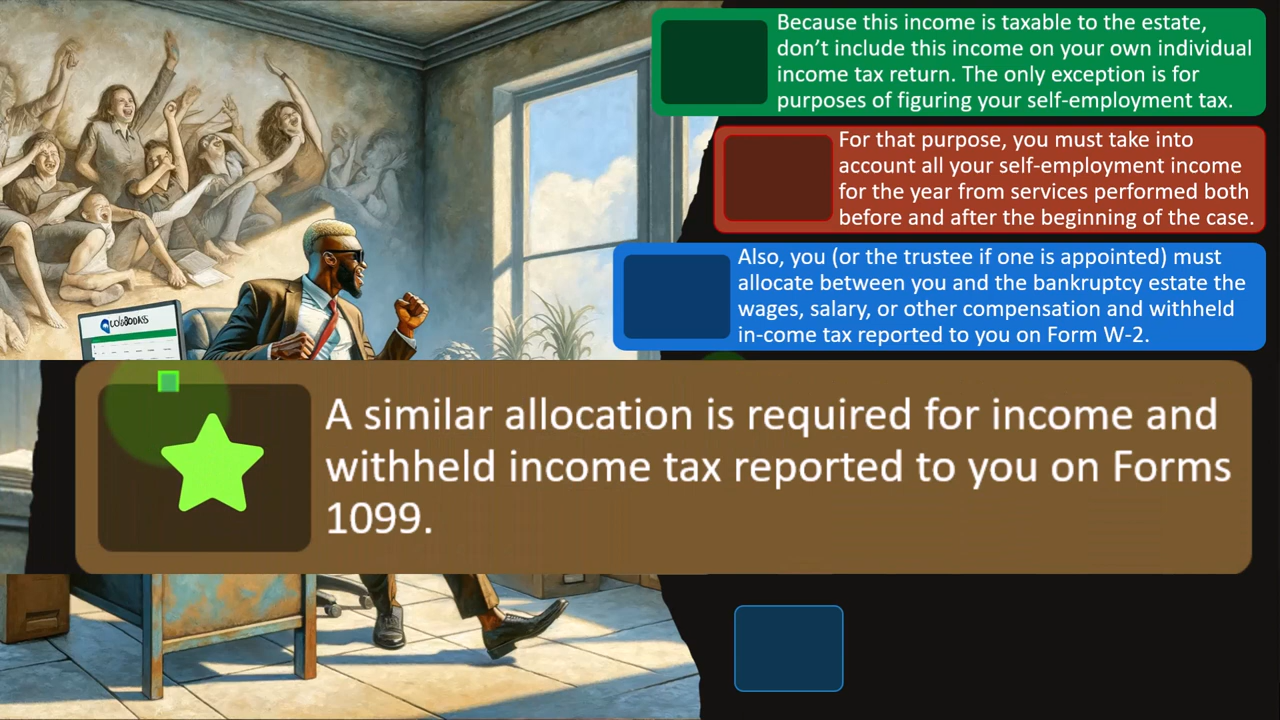 Because this income is taxable to the estate,
don't include this income on your own individual
income tax return. The only exception is for
purposes of figuring your self-employment tax.
For that purpose, you must take into
account all your self-employment income
for the year from services performed both
before and after the beginning of the case.
Also, you (or the trustee if one is appointed) must
allocate between you and the bankruptcy estate the
wages, salary, or other compensation and withheld
in-come tax reported to you on Form W-2.
A similar allocation is required for income and
withheld income tax reported to you on Forms
1099.